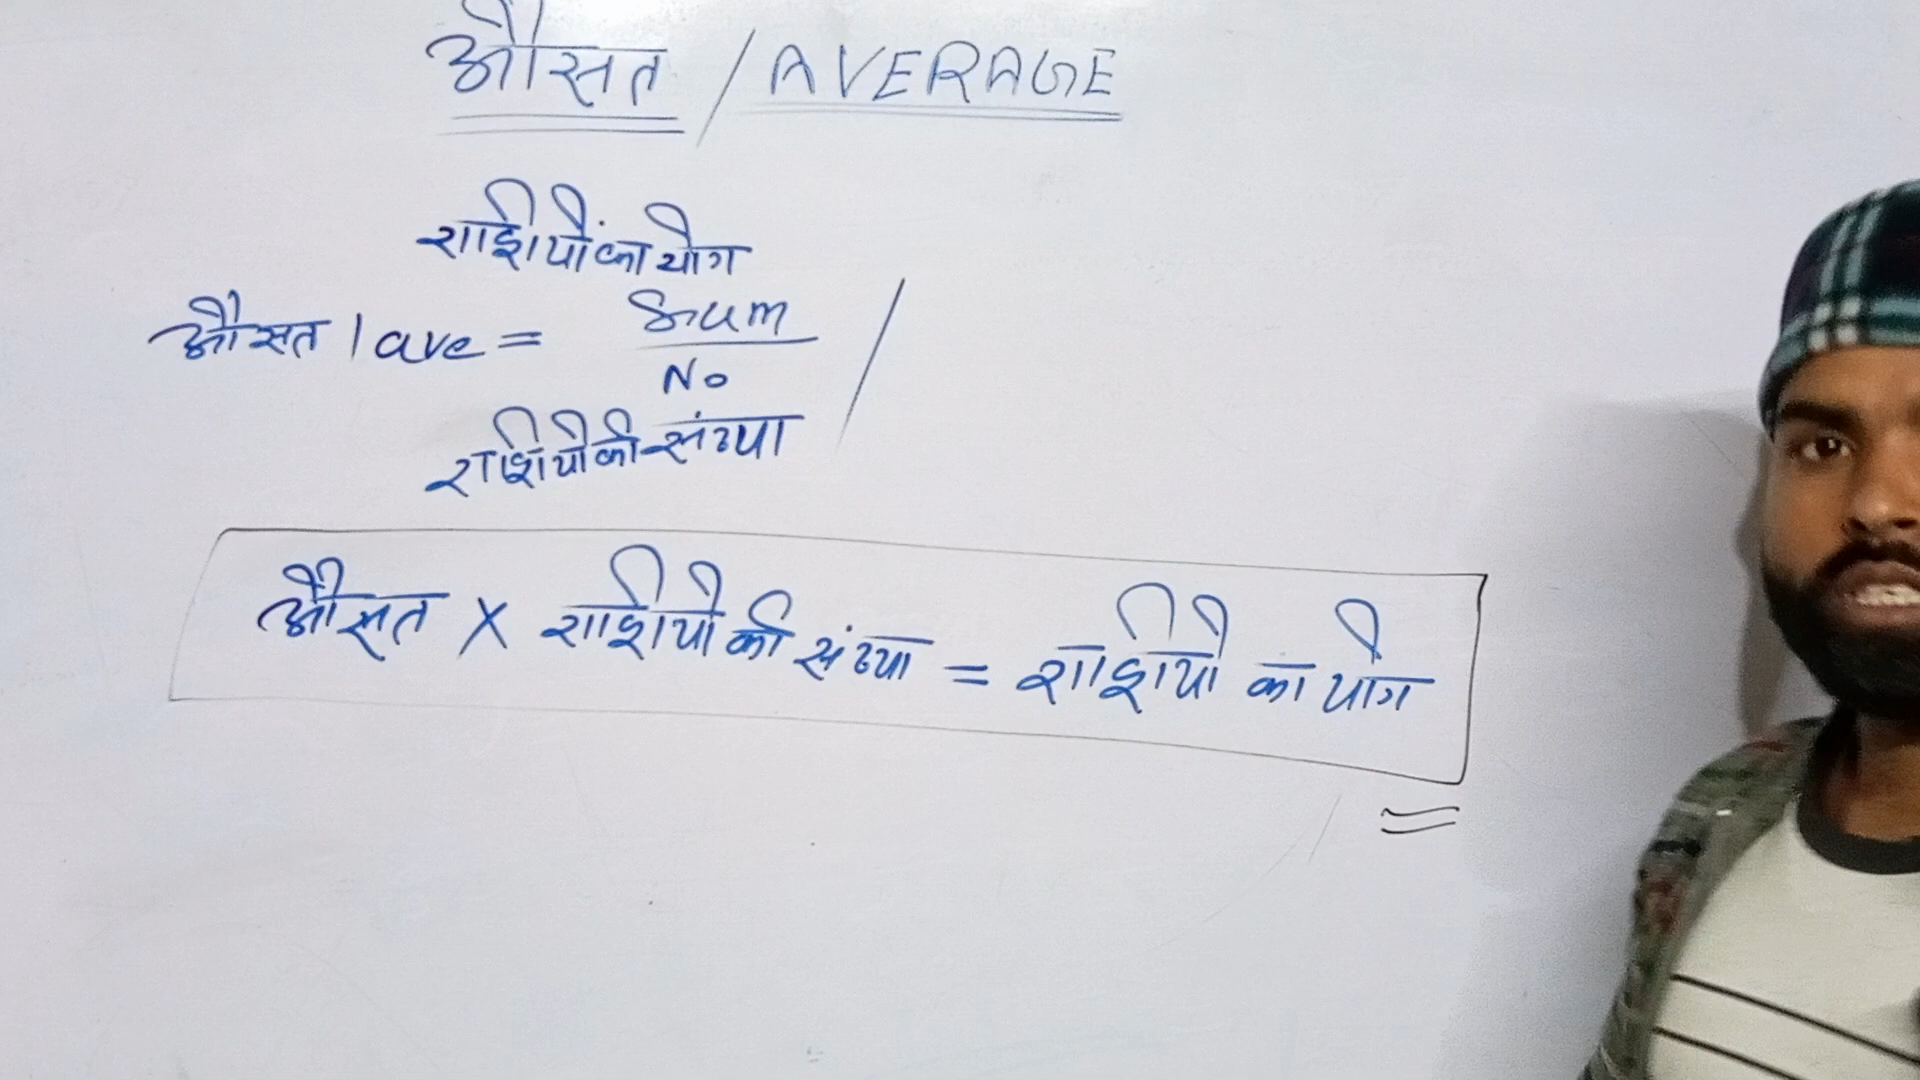 औसत / AVERAGE
राशियों का योग
औसत / ave = Sum
No
राशियो की संख्या
औसत X राशियो की संख्या = राशियो का योग